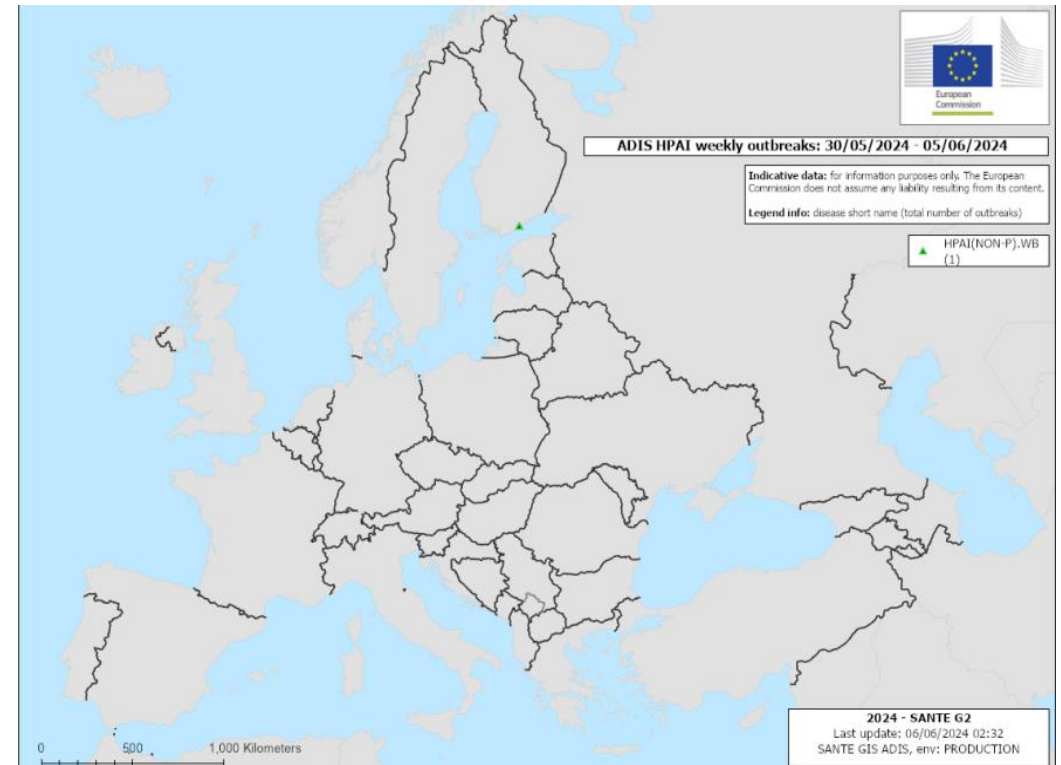 European
Commission
ADIS HPAI weekly outbreaks: 30/05/2024 - 05/06/2024
Indicative data: for information purposes only. The European
Commission does not assume any liability resulting from its content.
Legend info: disease short name (total number of outbreaks)
HPAI(NON-P).WB
(1)
0 500 1,000 Kilometers
2024 - SANTE G2
Last update: 06/06/2024 02:32
SANTE GIS ADIS, env: PRODUCTION